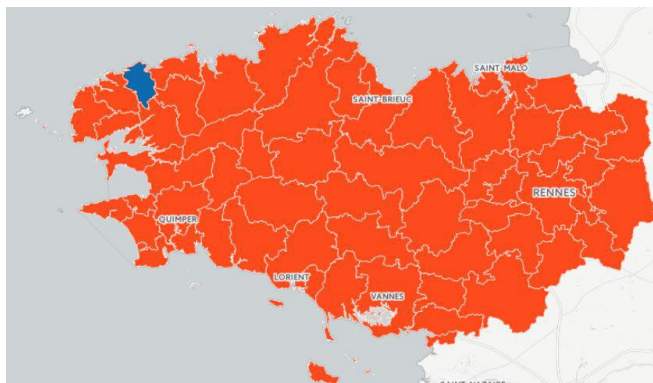 SAINT-MALO
SAINT-BRIEUC
RENNES
QUIMPER
LORIENT
VANNES